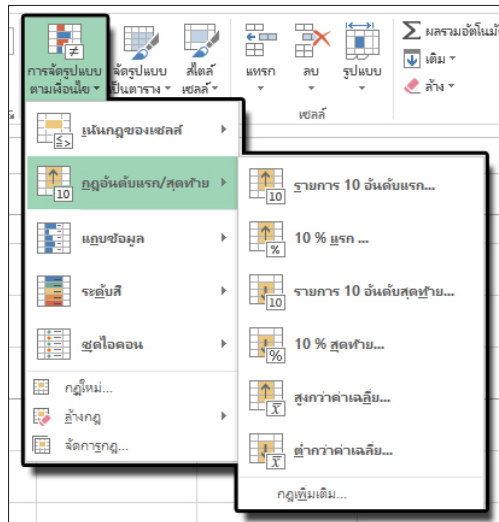 การจัดรูปแบบ
ตามเงื่อนไข
จัดรูปแบบ
เป็นตาราง
สไตล์
เซลล์
แทรก
ลบ
รูปแบบ
เซลล์
ผลรวมอัตโนมั
เติม
ล้าง
เน้นกฎของเซลล์
กฎอันดับแรก/สุดท้าย
แถบข้อมูล
ระดับสี
ชุดไอคอน
กฎใหม่...
ล้างกฎ
จัดการกฎ...
รายการ 10 อันดับแรก...
10 % แรก ...
รายการ 10 อันดับสุดท้าย...
10 % สุดท้าย...
สูงกว่าค่าเฉลี่ย...
ต่ำกว่าค่าเฉลี่ย...
กฎเพิ่มเติม...